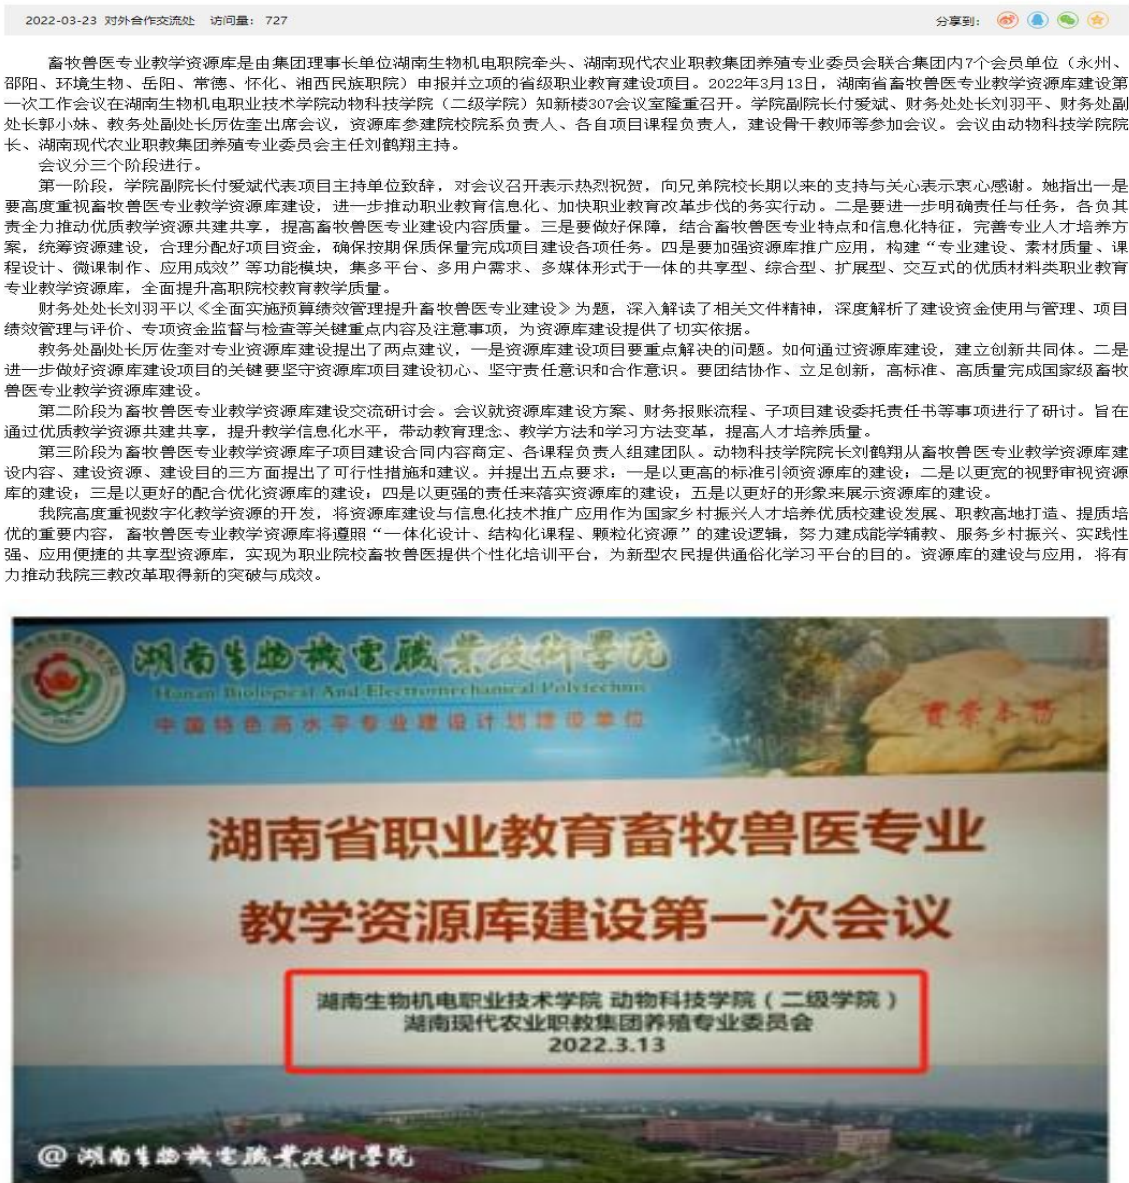 2022-03-23 对外合作交流处 访问量： 727 分享到：
畜牧兽医专业教学资源库是由集团理事长单位湖南生物机电职院牵头、湖南现代农业职教集团养殖专业委员会联合集团内7个会员单位（永州、
邵阳、环境生物、岳阳、常德、怀化、湘西民族职院）申报并立项的省级职业教育建设项目。2022年3月13日，湖南省畜牧兽医专业教学资源库建设第
一次工作会议在湖南生物机电职业技术学院动物科技学院（二级学院）知新楼307会议室隆重召开。学院副院长付爱斌、财务处处长刘羽平、财务处副
处长郭小妹、教务处副处长厉佐奎出席会议，资源库参建院校院系负责人、各自项目课程负责人，建设骨干教师等参加会议。会议由动物科技学院院
长、湖南现代农业职教集团养殖专业委员会主任刘鹤翔主持。
会议分三个阶段进行。
第一阶段，学院副院长付爱斌代表项目主持单位致辞，对会议召开表示热烈祝贺，向兄弟院校长期以来的支持与关心表示衷心感谢。她指出一是
要高度重视畜牧兽医专业教学资源库建设，进一步推动职业教育信息化、加快职业教育改革步伐的务实行动。二是要进一步明确责任与任务，各负其
责全力推动优质教学资源共建共享，提高畜牧兽医专业建设内容质量。三是要做好保障，结合畜牧兽医专业特点和信息化特征，完善专业人才培养方
案，统筹资源建设，合理分配好项目资金，确保按期保质保量完成项目建设各项任务。四是要加强资源库推广应用，构建“专业建设、素材质量、课
程设计、微课制作、应用成效”等功能模块，集多平台、多用户需求、多媒体形式于一体的共享型、综合型、扩展型、交互式的优质材料类职业教育
专业教学资源库，全面提升高职院校教育教学质量。
财务处处长刘羽平以《全面实施预算绩效管理提升畜牧兽医专业建设》为题，深入解读了相关文件精神，深度解析了建设资金使用与管理、项目
绩效管理与评价、专项资金监督与检查等关键重点内容及注意事项，为资源库建设提供了切实依据。
教务处副处长厉佐奎对专业资源库建设提出了两点建议，一是资源库建设项目要重点解决的问题。如何通过资源库建设，建立创新共同体。二是
进一步做好资源库建设项目的关键要坚守资源库项目建设初心、坚守责任意识和合作意识。要团结协作、立足创新，高标准、高质量完成国家级畜牧
兽医专业教学资源库建设。
第二阶段为畜牧兽医专业教学资源库建设交流研讨会。会议就资源库建设方案、财务报账流程、子项目建设委托责任书等事项进行了研讨。旨在
通过优质教学资源共建共享，提升教学信息化水平，带动教育理念、教学方法和学习方法变革，提高人才培养质量。
第三阶段为畜牧兽医专业教学资源库子项目建设合同内容商定、各课程负责人组建团队。动物科技学院院长刘鹤翔从畜牧兽医专业教学资源库建
设内容、建设资源、建设目的三方面提出了可行性措施和建议。并提出五点要求：一是以更高的标准引领资源库的建设；二是以更宽的视野审视资源
库的建设；三是以更好的配合优化资源库的建设；四是以更强的责任来落实资源库的建设；五是以更好的形象来展示资源库的建设。
我院高度重视数字化教学资源的开发，将资源库建设与信息化技术推广应用作为国家乡村振兴人才培养优质校建设发展、职教高地打造、提质培
优的重要内容，畜牧兽医专业教学资源库将遵照“一体化设计、结构化课程、颗粒化资源”的建设逻辑，努力建成能学辅教、服务乡村振兴、实践性
强、应用便捷的共享型资源库，实现为职业院校畜牧兽医提供个性化培训平台，为新型农民提供通俗化学习平台的目的。资源库的建设与应用，将有
力推动我院三教改革取得新的突破与成效。
湖南生物機電職業技術學院
Hunan Biological And Electromechanical Polytechnic
中国特色高水平专业建设计划建设单位
實業本防
湖南省职业教育畜牧兽医专业
教学资源库建设第一次会议
湖南生物机电职业技术学院 动物科技学院（二级学院）
湖南现代农业职教集团养殖专业委员会
2022.3.13
@湖南生物機電職業技術學院